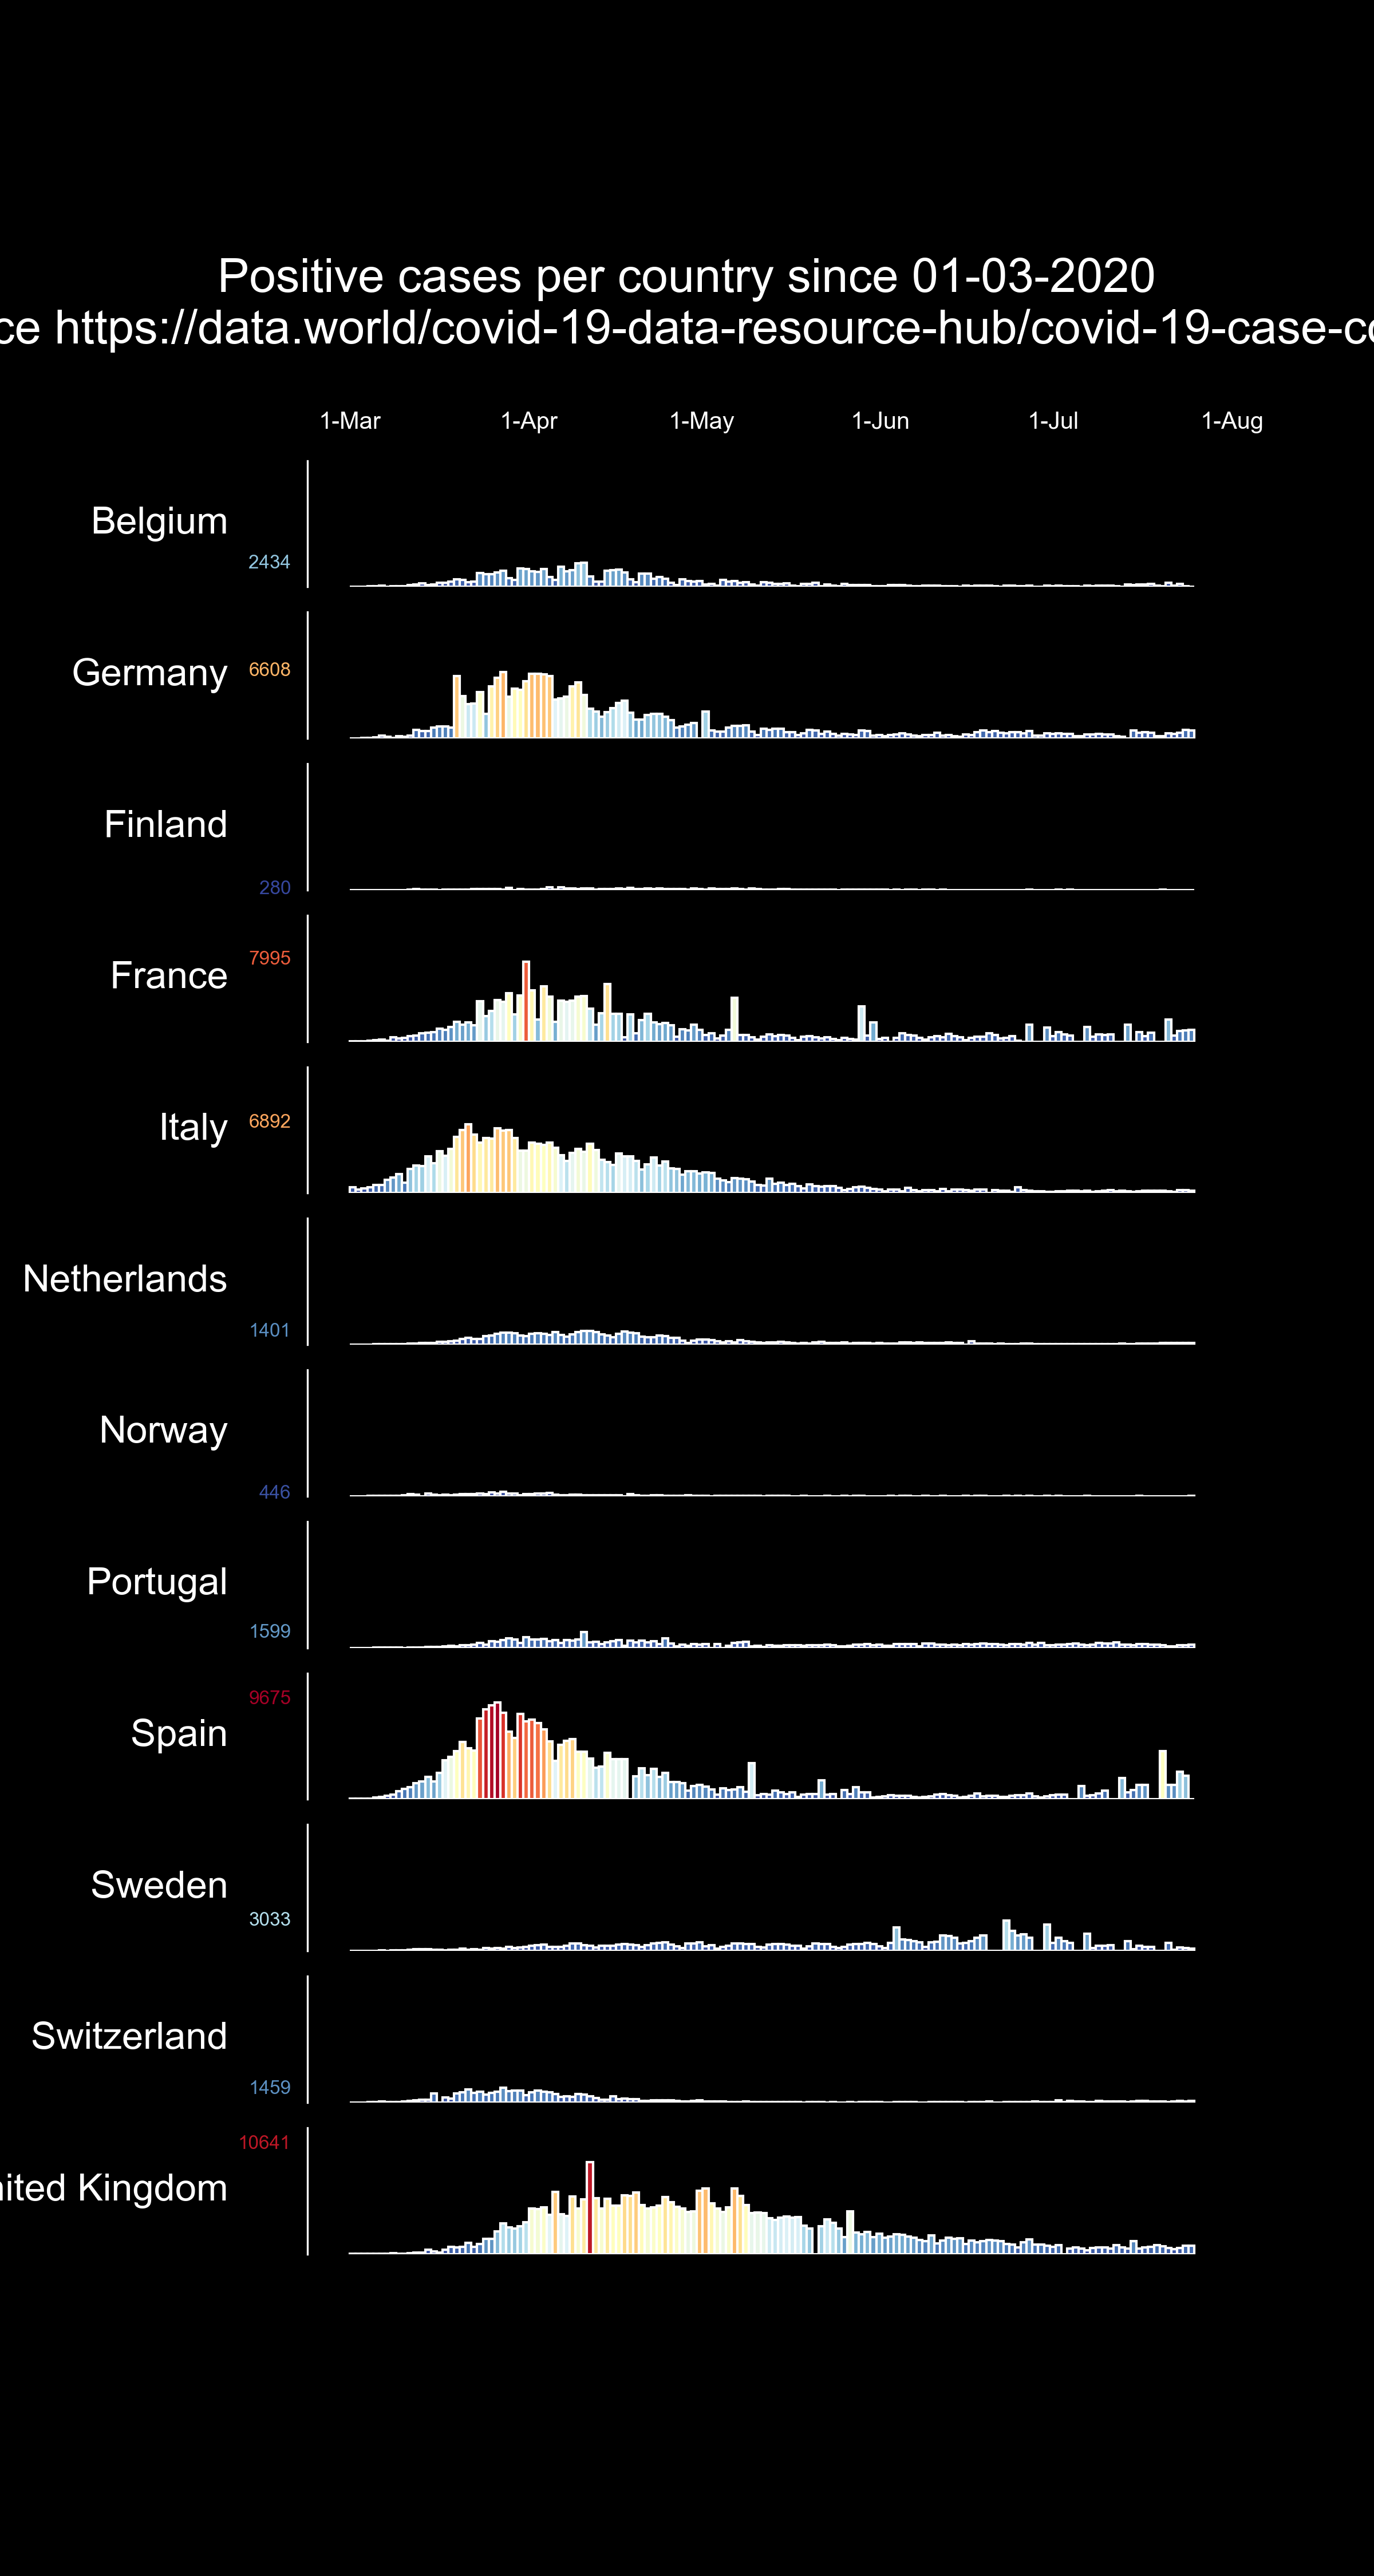 Positive cases per country since 01-03-2020
https://data.world/covid-19-data-resource-hub/covid-19-case-co
1-Mar 1-Apr 1-May 1-Jun 1-Jul 1-Aug
Belgium
2434
Germany 6608
Finland
280
France 7995
Italy 6892
Netherlands
1401
Norway
446
Portugal
1599
9675
Spain
Sweden
3033
Switzerland
1459
10641
Kingdom